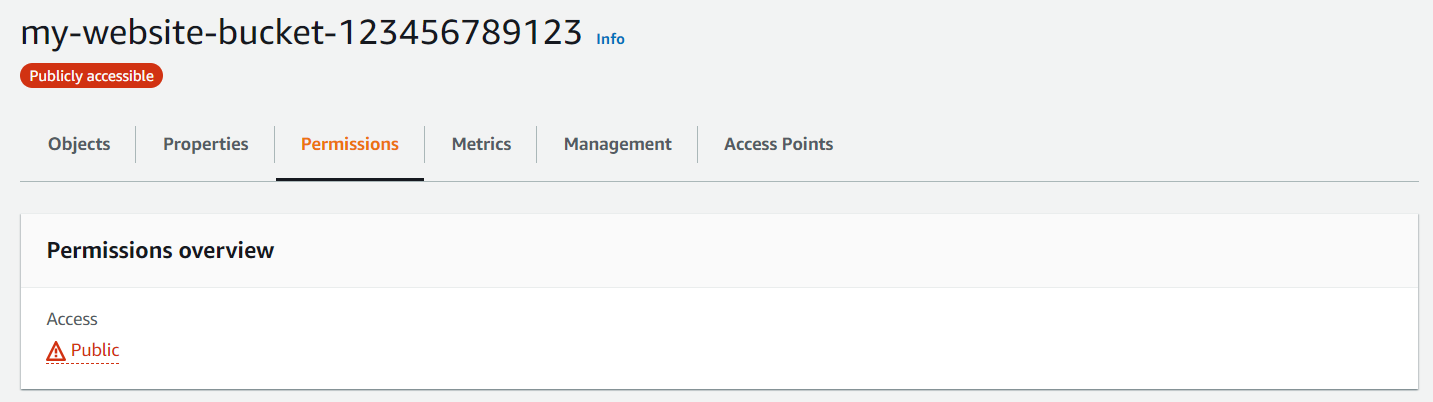 my-website-bucket-123456789123 Info
Publicly accessible
Objects Properties Permissions Metrics Management Access Points
Permissions overview
Access
Public